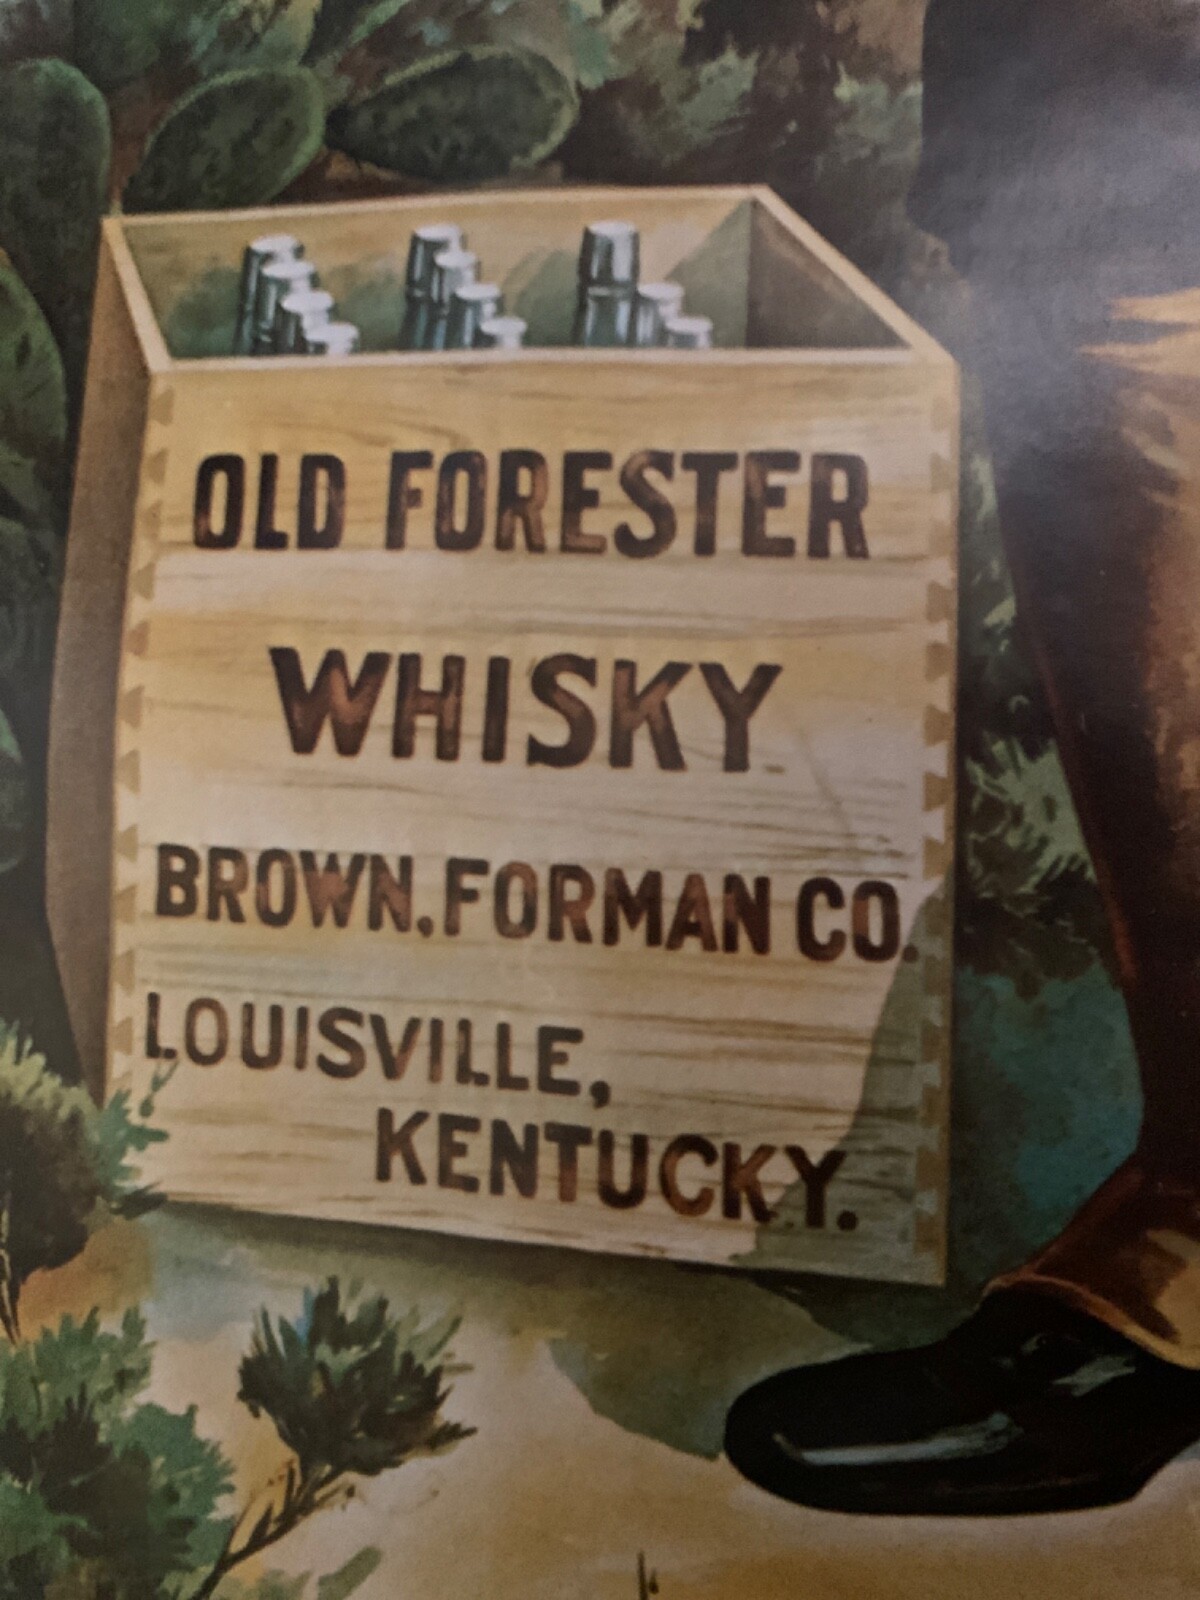 OLD FORESTER
WHISKY
BROWN. FORMAN CO.
LOUISVILLE,
KENTUCKY.